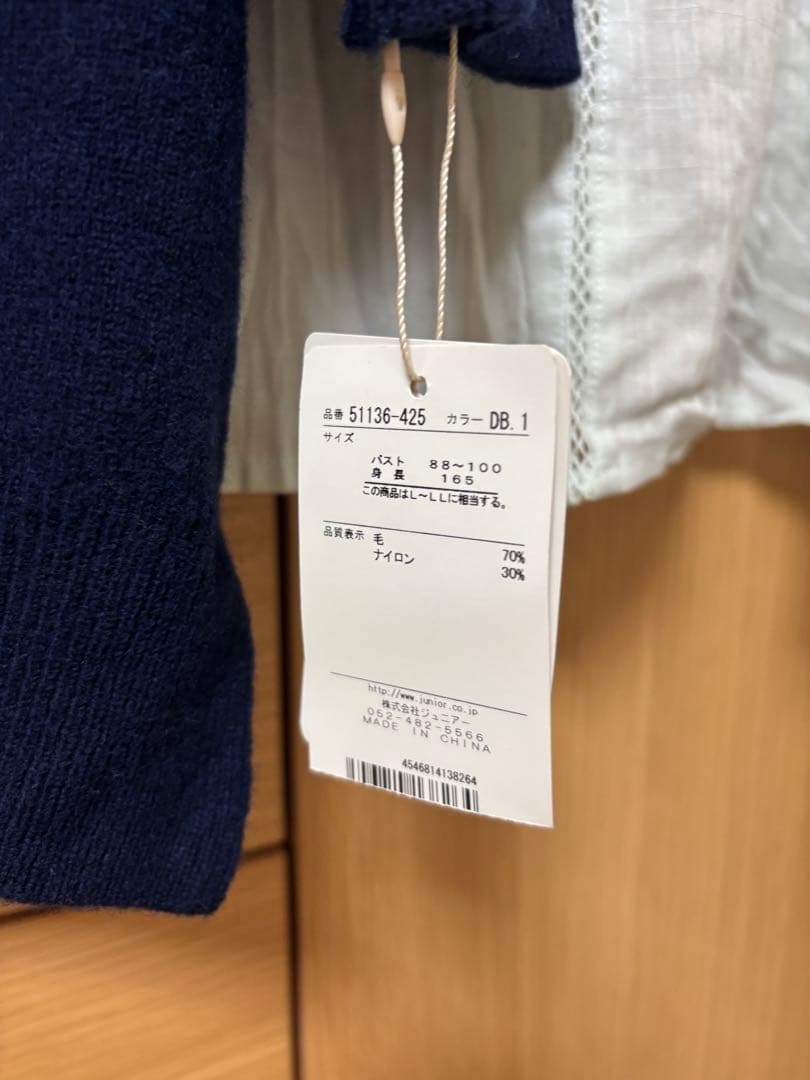 品番 51136-425 カラー DB.1
サイズ
バスト 88〜100
身長 165
この商品はL〜LLに相当する。
品質表示 毛 70%
ナイロン 30%
http://www.junior.co.jp
株式会社ジュニアー
052-482-5566
MADE IN CHINA
4546814138264